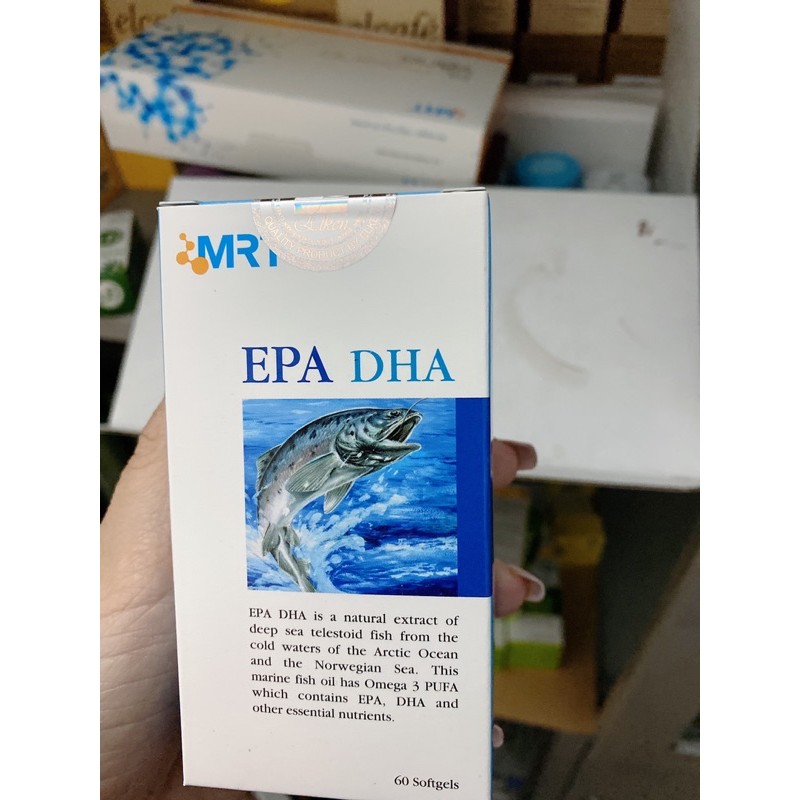 MRT
EPA DHA
EPA DHA is a natural extract of
deep sea telestoid fish from the
cold waters of the Arctic Ocean
and the Norwegian Sea. This
marine fish oil has Omega 3 PUFA
which contains EPA, DHA and
other essential nutrients.
60 Softgels